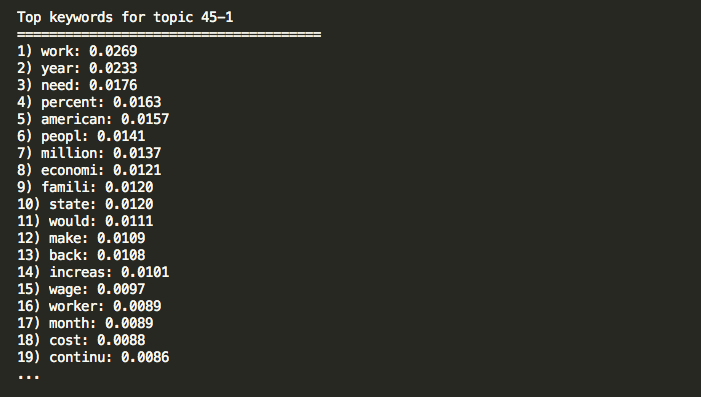 Top keywords for topic 45-1
======================================
1) work: 0.0269
2) year: 0.0233
3) need: 0.0176
4) percent: 0.0163
5) american: 0.0157
6) peopl: 0.0141
7) million: 0.0137
8) economi: 0.0121
9) famili: 0.0120
10) state: 0.0120
11) would: 0.0111
12) make: 0.0109
13) back: 0.0108
14) increas: 0.0101
15) wage: 0.0097
16) worker: 0.0089
17) month: 0.0089
18) cost: 0.0088
19) continu: 0.0086
...